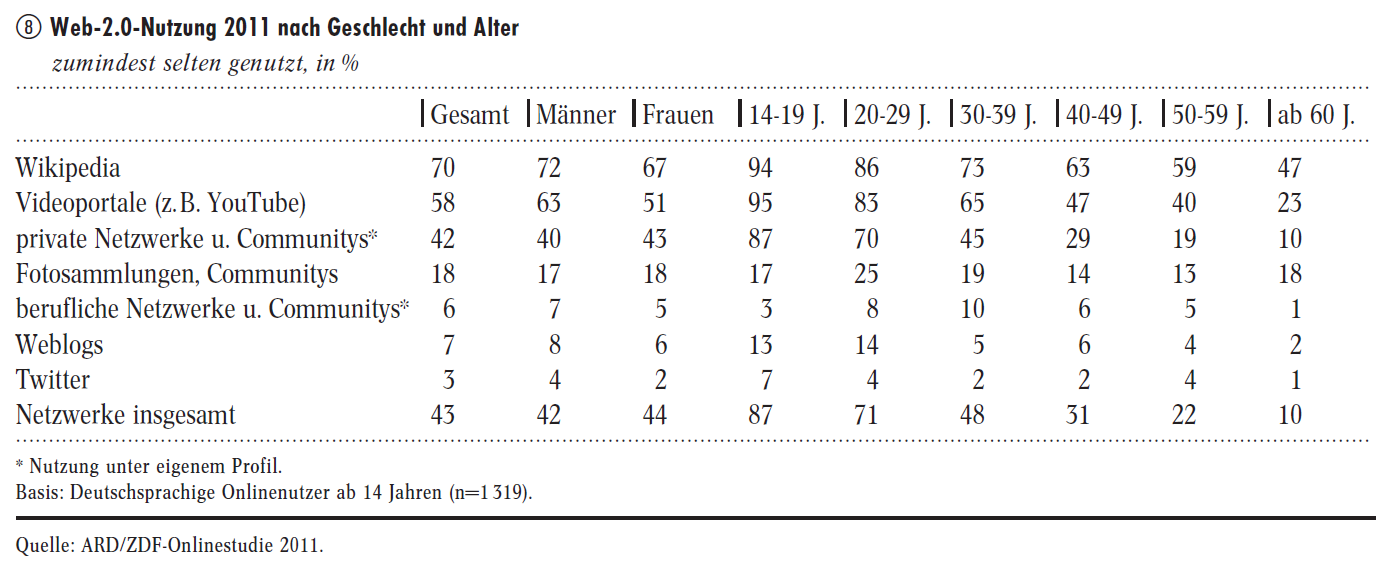 ⑧ Web-2.0-Nutzung 2011 nach Geschlecht und Alter
zumindest selten genutzt, in %
Gesamt Männer Frauen 14-19 J. 20-29 J. 30-39 J. 40-49 J. 50-59 J. ab 60 J.
Wikipedia 70 72 67 94 86 73 63 59 47
Videoportale (z.B. YouTube) 58 63 51 95 83 65 47 40 23
private Netzwerke u. Communitys* 42 40 43 87 70 45 29 19 10
Fotosammlungen, Communitys 18 17 18 17 25 19 14 13 18
berufliche Netzwerke u. Communitys* 6 7 5 3 8 10 6 5 1
Weblogs 7 8 6 13 14 5 6 4 2
Twitter 3 4 2 7 4 2 2 4 1
Netzwerke insgesamt 43 42 44 87 71 48 31 22 10
* Nutzung unter eigenem Profil.
Basis: Deutschsprachige Onlinenutzer ab 14 Jahren (n=1 319).
Quelle: ARD/ZDF-Onlinestudie 2011.